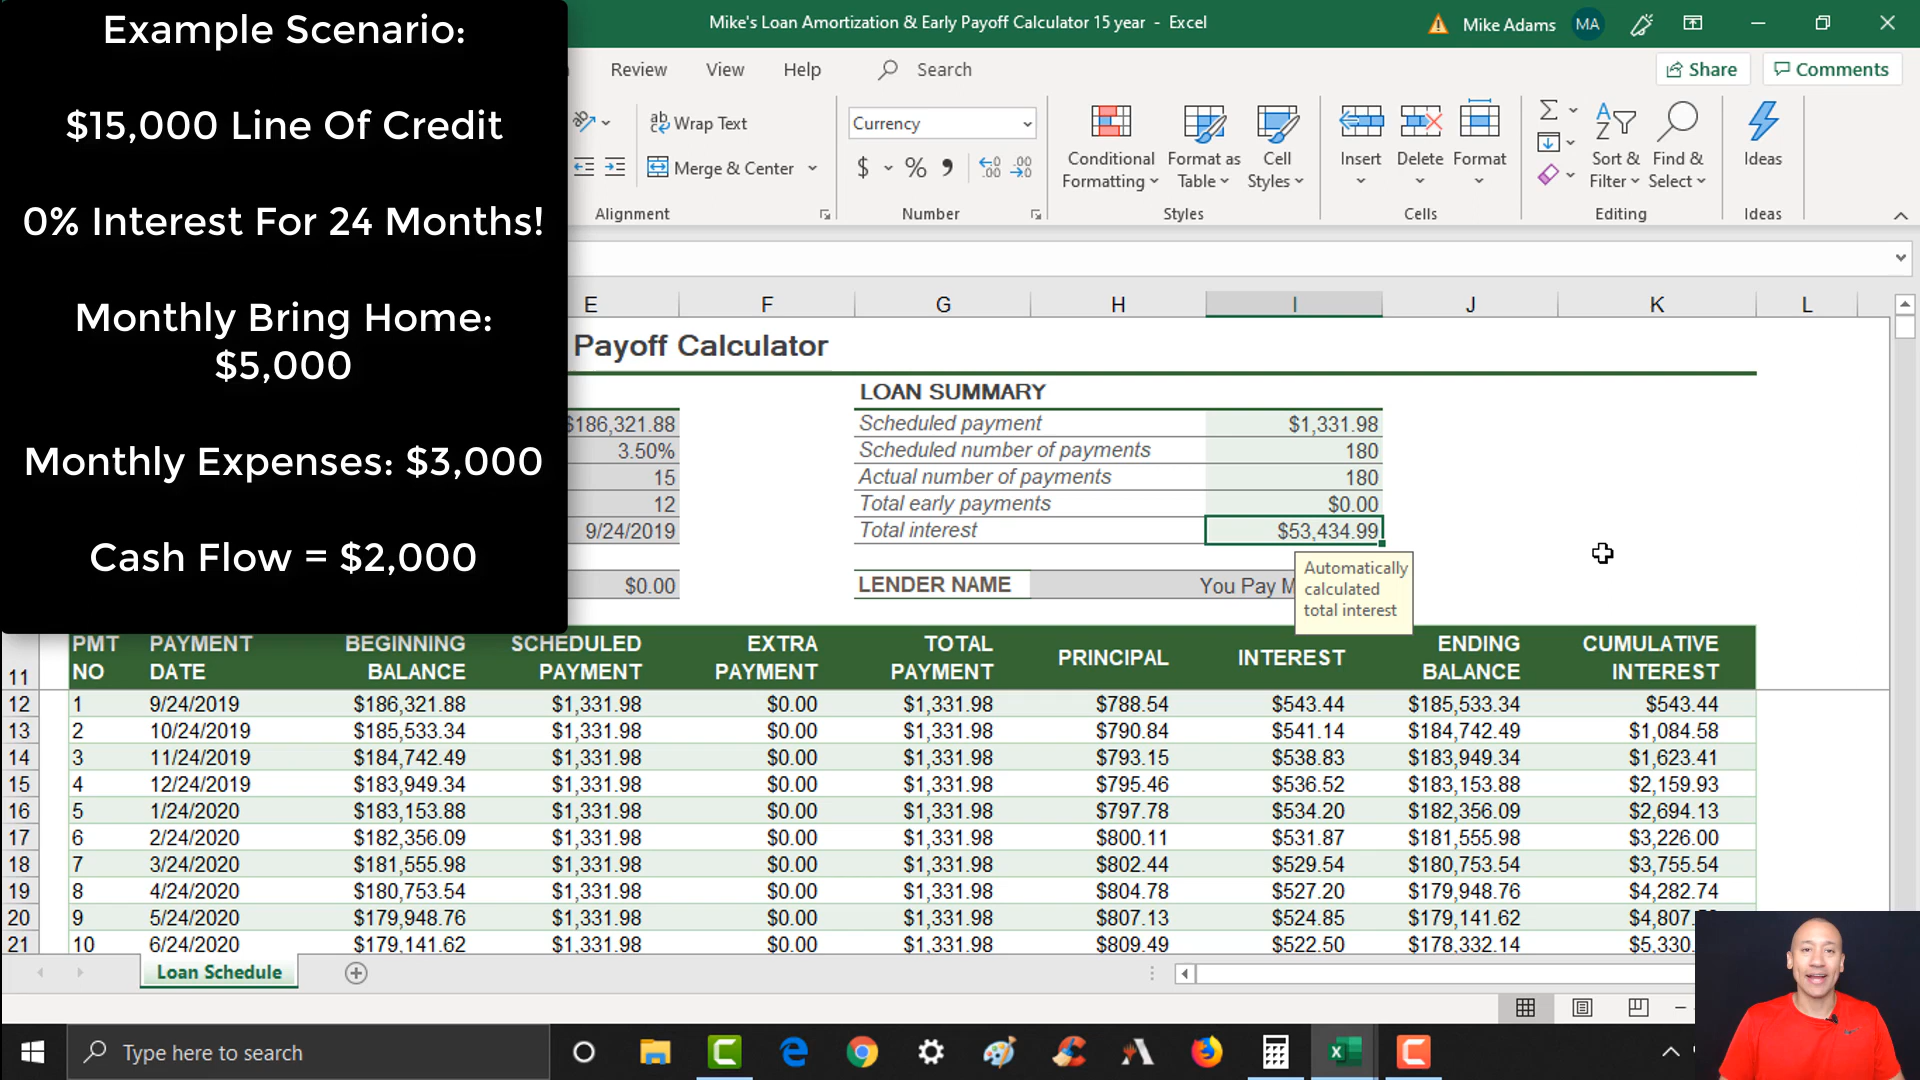 Example Scenario:
$15,000 Line Of Credit
0% Interest For 24 Months!
Monthly Bring Home:
$5,000
Monthly Expenses: $3,000
Cash Flow = $2,000
Mike's Loan Amortization & Early Payoff Calculator 15 year - Excel
Mike Adams MA
Review View Help Search Share Comments
Wrap Text
Merge & Center
Alignment
Currency
$ % ,
Number
Conditional Formatting
Format as Table
Cell Styles
Styles
Insert Delete Format
Cells
Sort & Filter
Find & Select
Editing
Ideas
Ideas
E F G H I J K L
Payoff Calculator
LOAN SUMMARY
$186,321.88 Scheduled payment $1,331.98
3.50% Scheduled number of payments 180
15 Actual number of payments 180
12 Total early payments $0.00
9/24/2019 Total interest $53,434.99
Automatically
calculated
total interest
$0.00 LENDER NAME You Pay
11 PMT NO PAYMENT DATE BEGINNING BALANCE SCHEDULED PAYMENT EXTRA PAYMENT TOTAL PAYMENT PRINCIPAL INTEREST ENDING BALANCE CUMULATIVE INTEREST
12 1 9/24/2019 $186,321.88 $1,331.98 $0.00 $1,331.98 $788.54 $543.44 $185,533.34 $543.44
13 2 10/24/2019 $185,533.34 $1,331.98 $0.00 $1,331.98 $790.84 $541.14 $184,742.49 $1,084.58
14 3 11/24/2019 $184,742.49 $1,331.98 $0.00 $1,331.98 $793.15 $538.83 $183,949.34 $1,623.41
15 4 12/24/2019 $183,949.34 $1,331.98 $0.00 $1,331.98 $795.46 $536.52 $183,153.88 $2,159.93
16 5 1/24/2020 $183,153.88 $1,331.98 $0.00 $1,331.98 $797.78 $534.20 $182,356.09 $2,694.13
17 6 2/24/2020 $182,356.09 $1,331.98 $0.00 $1,331.98 $800.11 $531.87 $181,555.98 $3,226.00
18 7 3/24/2020 $181,555.98 $1,331.98 $0.00 $1,331.98 $802.44 $529.54 $180,753.54 $3,755.54
19 8 4/24/2020 $180,753.54 $1,331.98 $0.00 $1,331.98 $804.78 $527.20 $179,948.76 $4,282.74
20 9 5/24/2020 $179,948.76 $1,331.98 $0.00 $1,331.98 $807.13 $524.85 $179,141.62 $4,807.
21 10 6/24/2020 $179,141.62 $1,331.98 $0.00 $1,331.98 $809.49 $522.50 $178,332.14 $5,330.
Loan Schedule
Type here to search